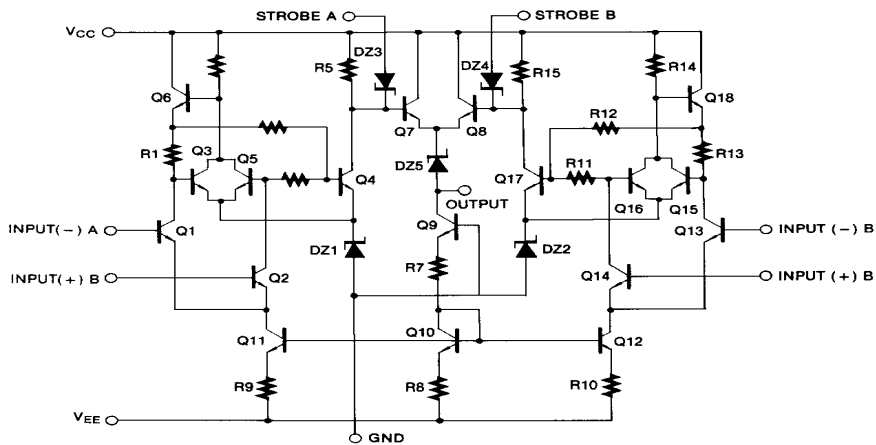 STROBE A
STROBE B
VCC
DZ3
DZ4
R5
R15
R14
Q6
Q7
Q8
Q18
R12
R1
Q3
Q5
Q4
DZ5
Q17
R11
R13
OUTPUT
Q16
Q15
INPUT(−) A
Q1
Q9
Q13
INPUT (−) B
DZ1
DZ2
INPUT(+) B
Q2
R7
Q14
INPUT (+) B
Q11
Q10
Q12
R9
R8
R10
VEE
GND